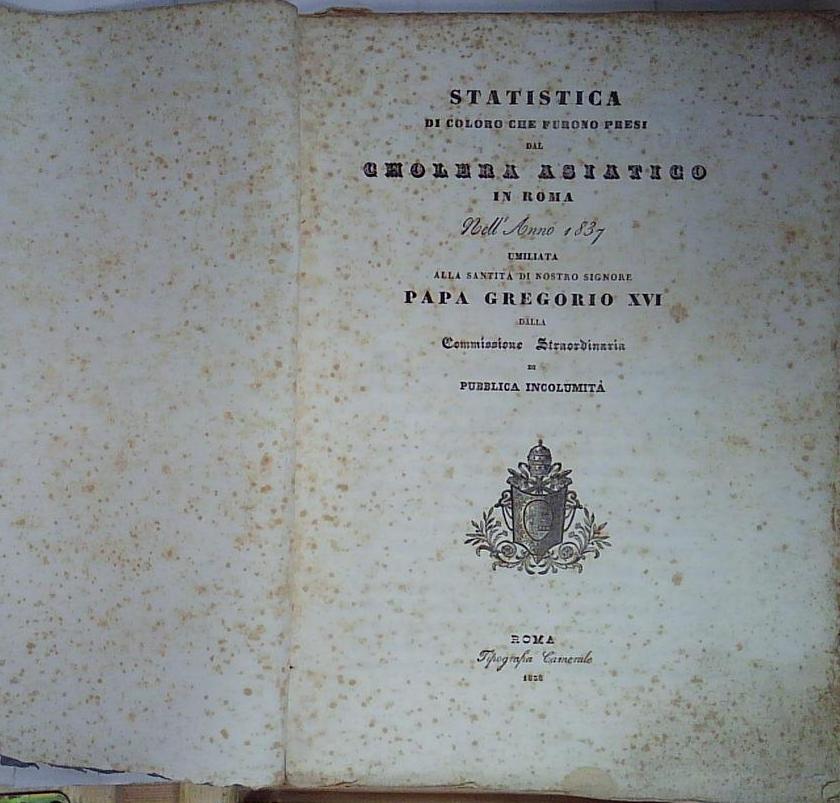 STATISTICA
DI COLORO CHE FURONO PRESI
DAL
CHOLERA ASIATICO
IN ROMA
Nell' Anno 1837
UMILIATA
ALLA SANTITÀ DI NOSTRO SIGNORE
PAPA GREGORIO XVI
DALLA
Commissione Straordinaria
DI
PUBBLICA INCOLUMITÀ
ROMA
Tipografia Camerale
1838